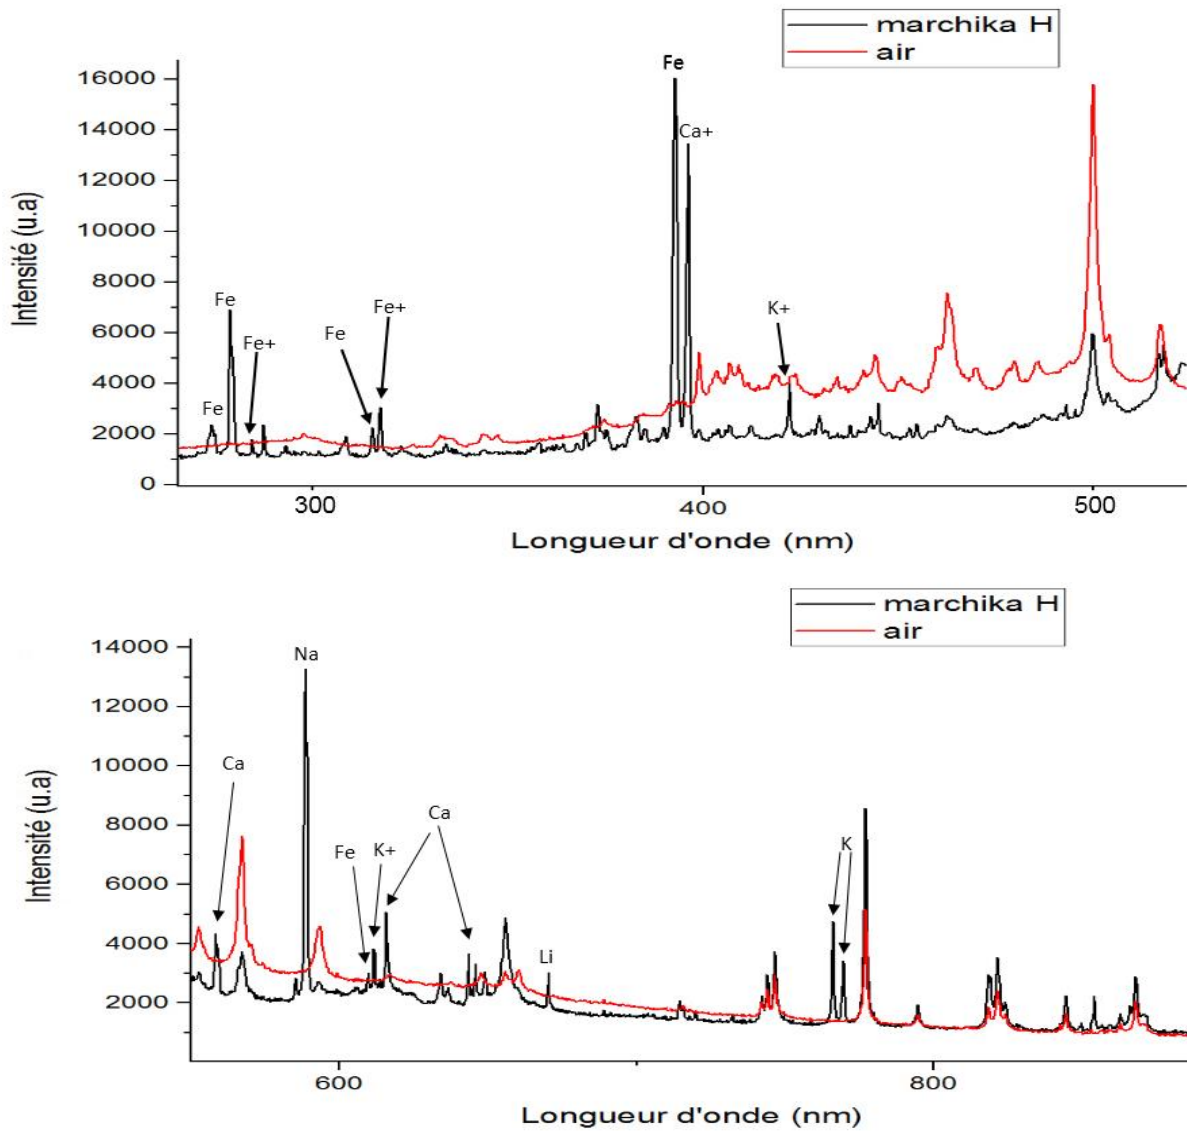 marchika H
air
Fe
16000
14000
Ca+
12000
10000
8000
Fe
Fe+
K+
6000
Fe+
Fe
4000
Fe
2000
0
300
400
500
Intensité (u.a)
Longueur d'onde (nm)
marchika H
air
14000
Na
12000
10000
Ca
8000
Ca
Fe
K+
K
6000
4000
Li
2000
600
800
Intensité (u.a)
Longueur d'onde (nm)